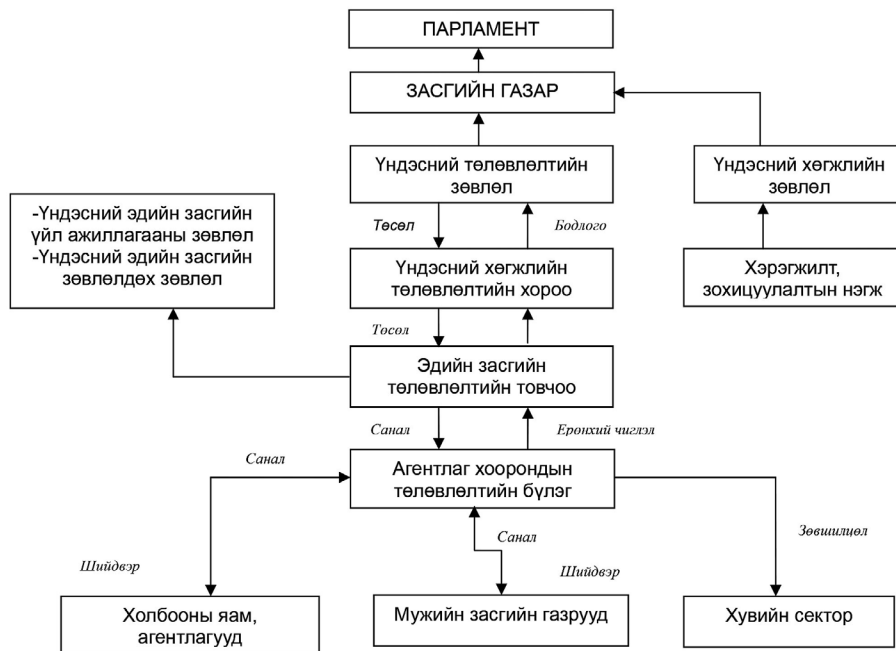 ПАРЛАМЕНТ
ЗАСГИЙН ГАЗАР
Үндэсний төлөвлөлтийн
зөвлөл
Үндэсний хөгжлийн
зөвлөл
-Үндэсний эдийн засгийн
үйл ажиллагааны зөвлөл
-Үндэсний эдийн засгийн
зөвлөлдөх зөвлөл
Төсөл
Бодлого
Үндэсний хөгжлийн
төлөвлөлтийн хороо
Хэрэгжилт,
зохицуулалтын нэгж
Төсөл
Эдийн засгийн
төлөвлөлтийн товчоо
Санал
Ерөнхий чиглэл
Санал
Агентлаг хоорондын
төлөвлөлтийн бүлэг
Санал
Зөвшилцөл
Шийдвэр
Шийдвэр
Холбооны яам,
агентлагууд
Мужийн засгийн газрууд
Хувийн сектор